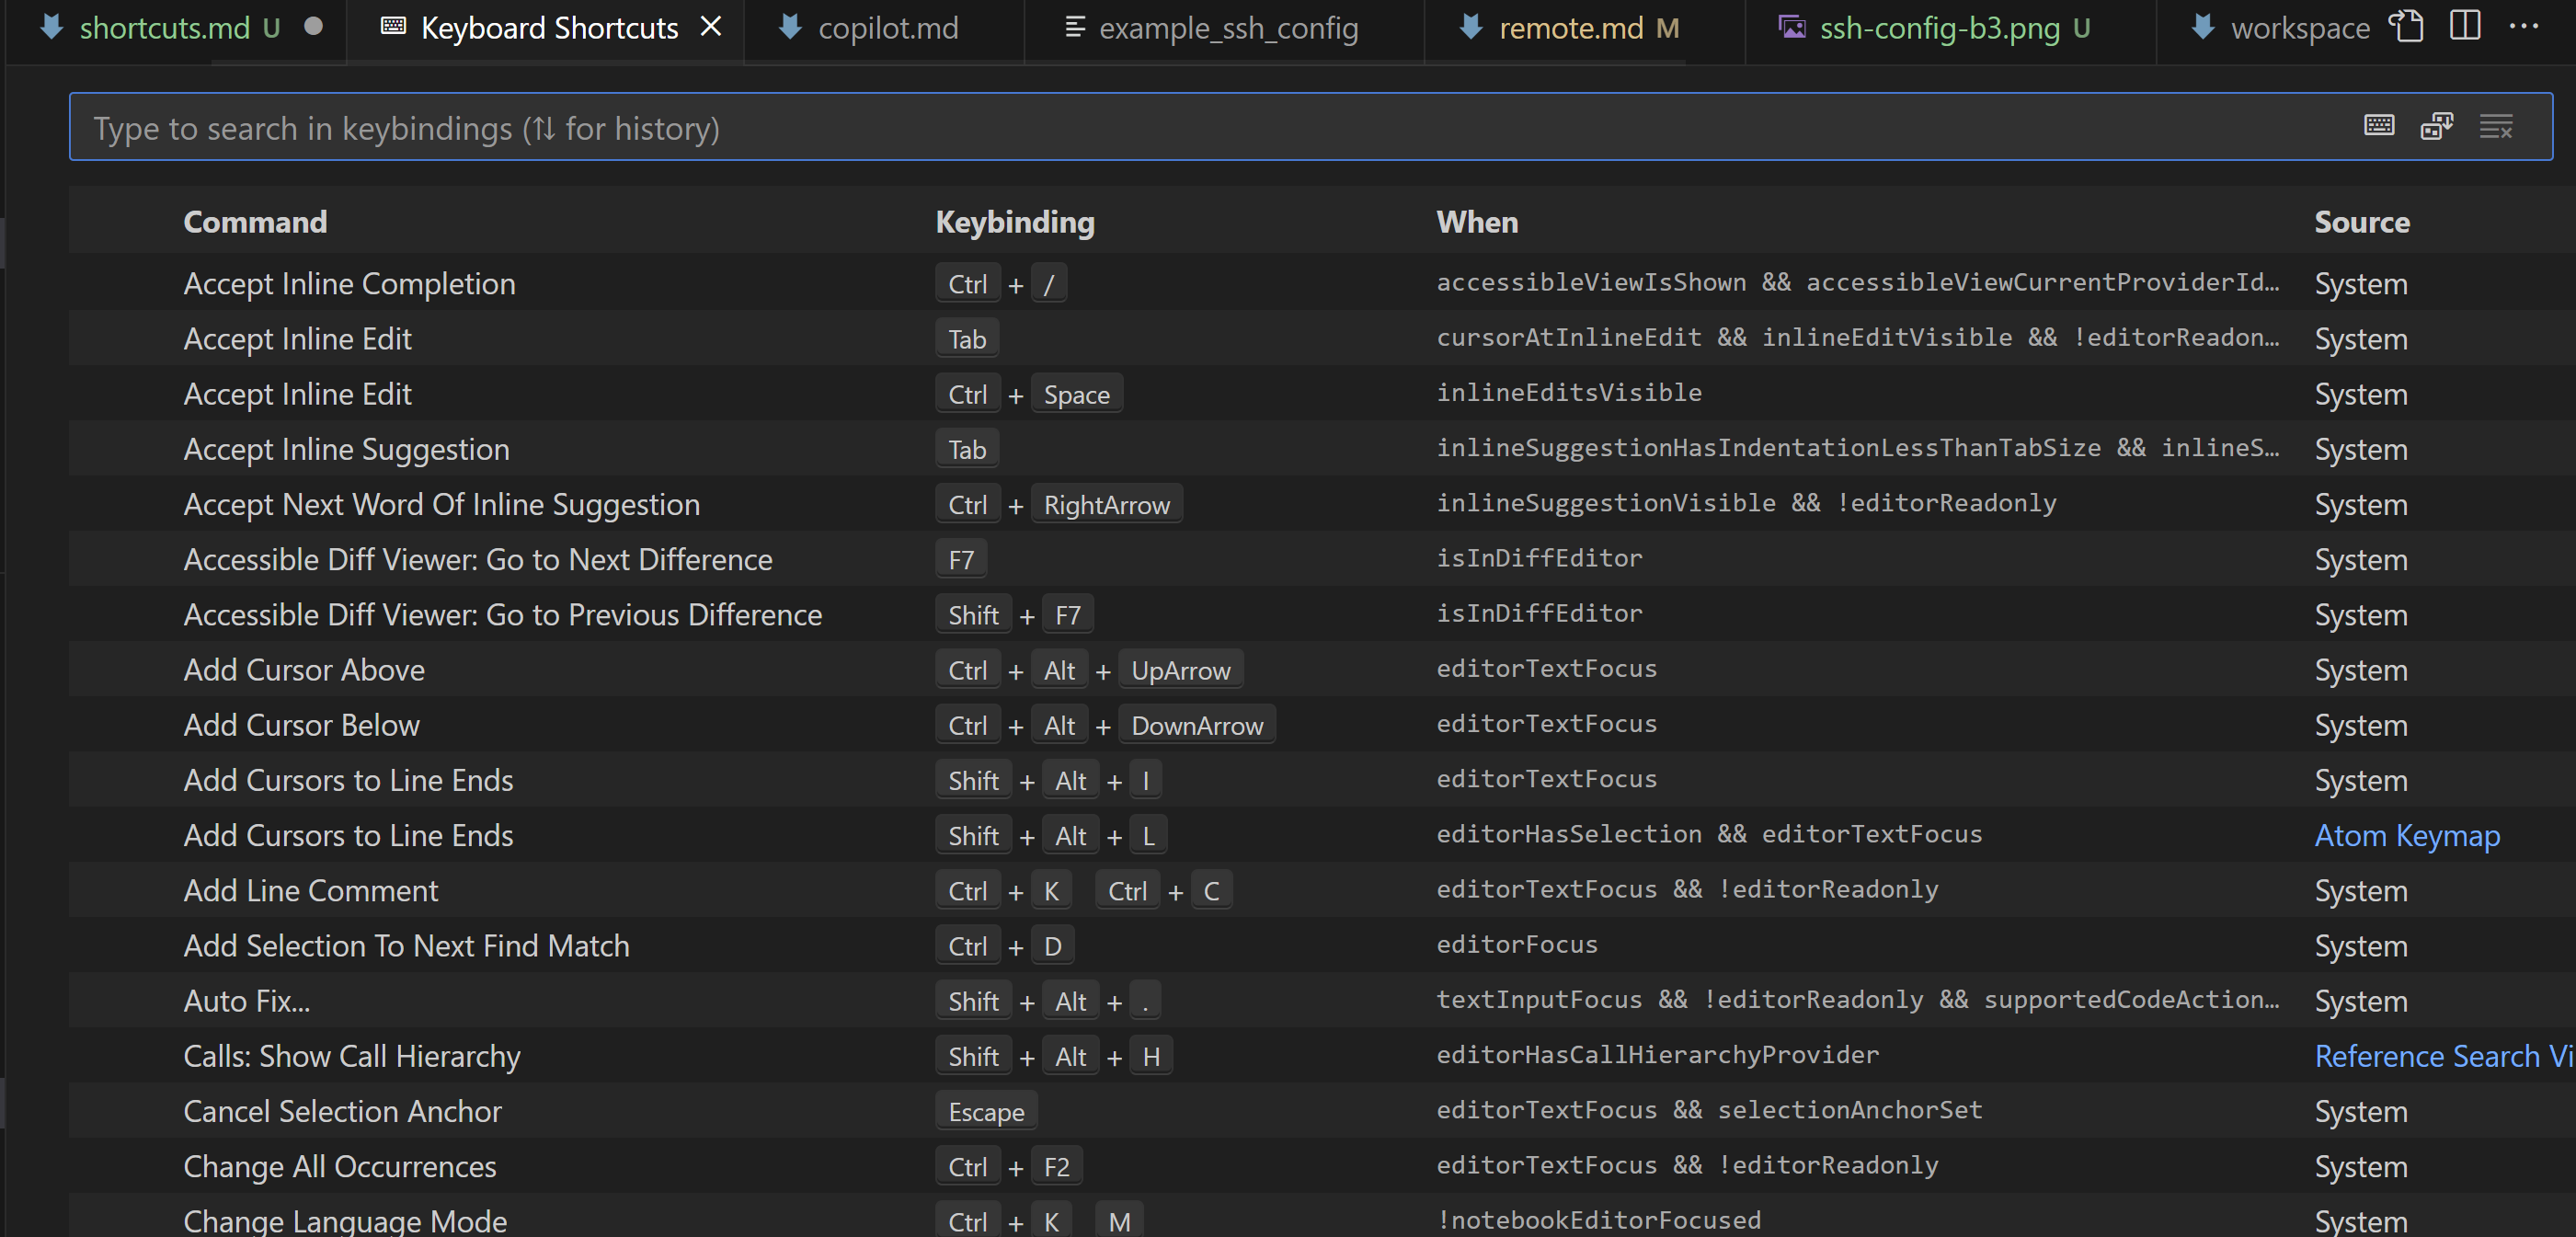 shortcuts.md U Keyboard Shortcuts copilot.md example_ssh_config remote.md M ssh-config-b3.png U workspace
Type to search in keybindings (⇅ for history)
Command Keybinding When Source
Accept Inline Completion Ctrl + / accessibleViewIsShown && accessibleViewCurrentProviderId… System
Accept Inline Edit Tab cursorAtInlineEdit && inlineEditVisible && !editorReadon… System
Accept Inline Edit Ctrl + Space inlineEditsVisible System
Accept Inline Suggestion Tab inlineSuggestionHasIndentationLessThanTabSize && inlineS… System
Accept Next Word Of Inline Suggestion Ctrl + RightArrow inlineSuggestionVisible && !editorReadonly System
Accessible Diff Viewer: Go to Next Difference F7 isInDiffEditor System
Accessible Diff Viewer: Go to Previous Difference Shift + F7 isInDiffEditor System
Add Cursor Above Ctrl + Alt + UpArrow editorTextFocus System
Add Cursor Below Ctrl + Alt + DownArrow editorTextFocus System
Add Cursors to Line Ends Shift + Alt + I editorTextFocus System
Add Cursors to Line Ends Shift + Alt + L editorHasSelection && editorTextFocus Atom Keymap
Add Line Comment Ctrl + K Ctrl + C editorTextFocus && !editorReadonly System
Add Selection To Next Find Match Ctrl + D editorFocus System
Auto Fix... Shift + Alt + . textInputFocus && !editorReadonly && supportedCodeAction… System
Calls: Show Call Hierarchy Shift + Alt + H editorHasCallHierarchyProvider Reference Search Vi
Cancel Selection Anchor Escape editorTextFocus && selectionAnchorSet System
Change All Occurrences Ctrl + F2 editorTextFocus && !editorReadonly System
Change Language Mode Ctrl + K M !notebookEditorFocused System